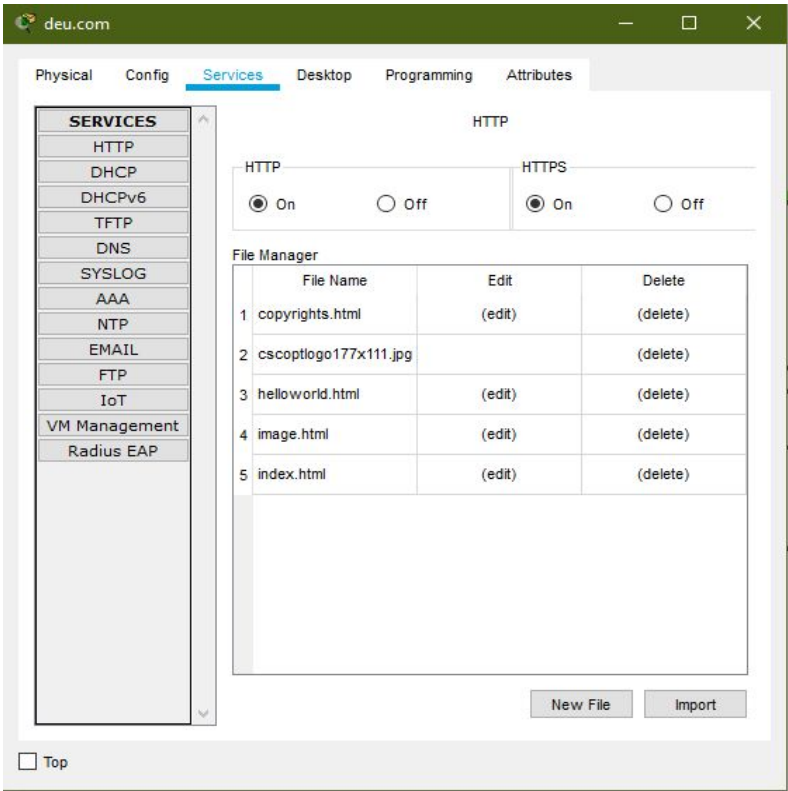 deu.com
Physical Config Services Desktop Programming Attributes
SERVICES
HTTP
DHCP
DHCPv6
TFTP
DNS
SYSLOG
AAA
NTP
EMAIL
FTP
IoT
VM Management
Radius EAP
HTTP
HTTP HTTPS
On Off On Off
File Manager
File Name Edit Delete
1 copyrights.html (edit) (delete)
2 cscoptlogo177x111.jpg (delete)
3 helloworld.html (edit) (delete)
4 image.html (edit) (delete)
5 index.html (edit) (delete)
New File Import
Top